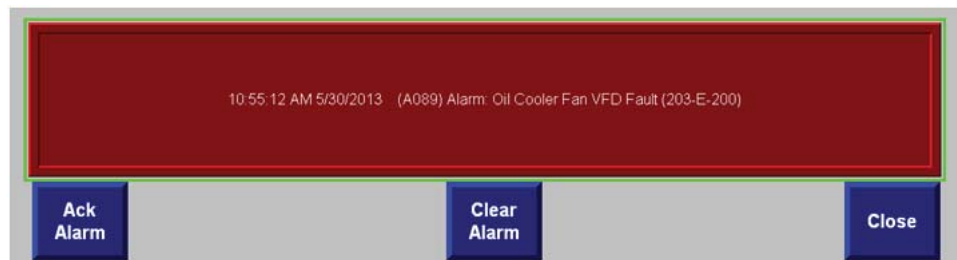 10:55:12 AM 5/30/2013 (A089) Alarm: Oil Cooler Fan VFD Fault (203-E-200)
Ack
Alarm
Clear
Alarm
Close